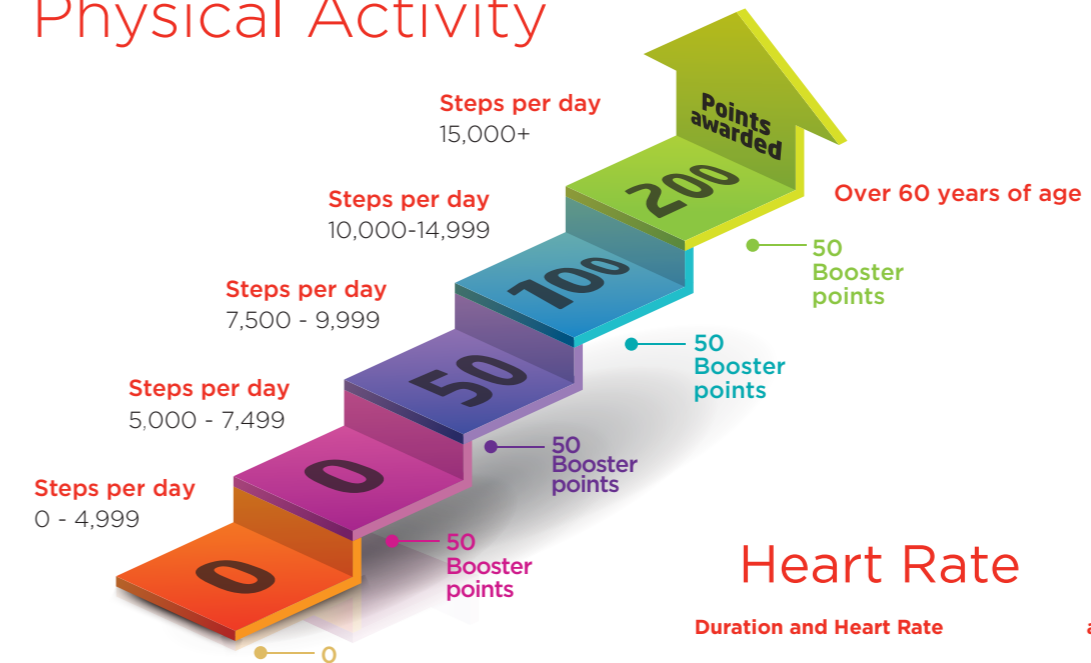 Physical Activity
Steps per day
15,000+
Points
awarded
200
Over 60 years of age
50
Booster
points
Steps per day
10,000-14,999
100
50
Booster
points
Steps per day
7,500 - 9,999
50
50
Booster
points
Steps per day
5,000 - 7,499
0
50
Booster
points
Steps per day
0 - 4,999
0
0
Heart Rate
Duration and Heart Rate